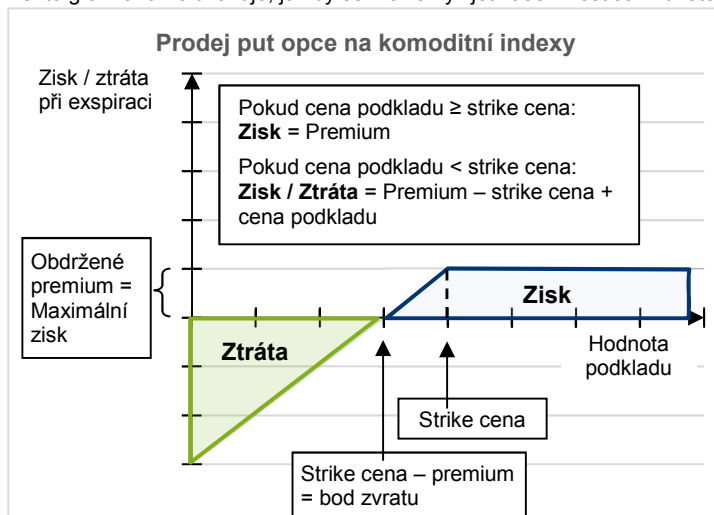 Prodej put opce na komoditní indexy
Zisk / ztráta
při exspiraci
Pokud cena podkladu ≥ strike cena:
Zisk = Premium
Pokud cena podkladu < strike cena:
Zisk / Ztráta = Premium – strike cena +
cena podkladu
Obdržené
premium =
Maximální
zisk
Zisk
Ztráta
Hodnota
podkladu
Strike cena
Strike cena – premium
= bod zvratu